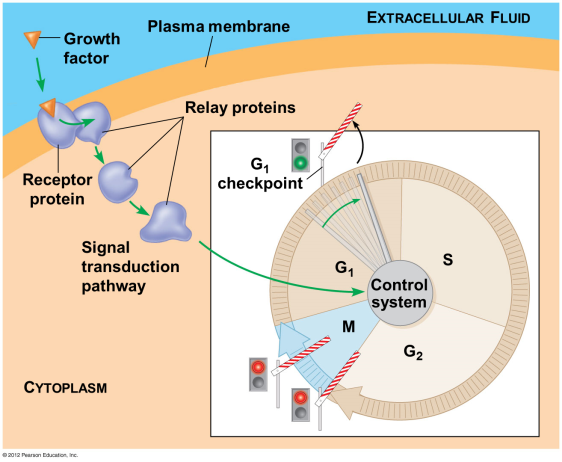 EXTRACELLULAR FLUID
Plasma membrane
Growth
factor
Relay proteins
Receptor
protein
G1
checkpoint
Signal
transduction
pathway
G1
S
Control
system
M
G2
CYTOPLASM
© 2012 Pearson Education, Inc.